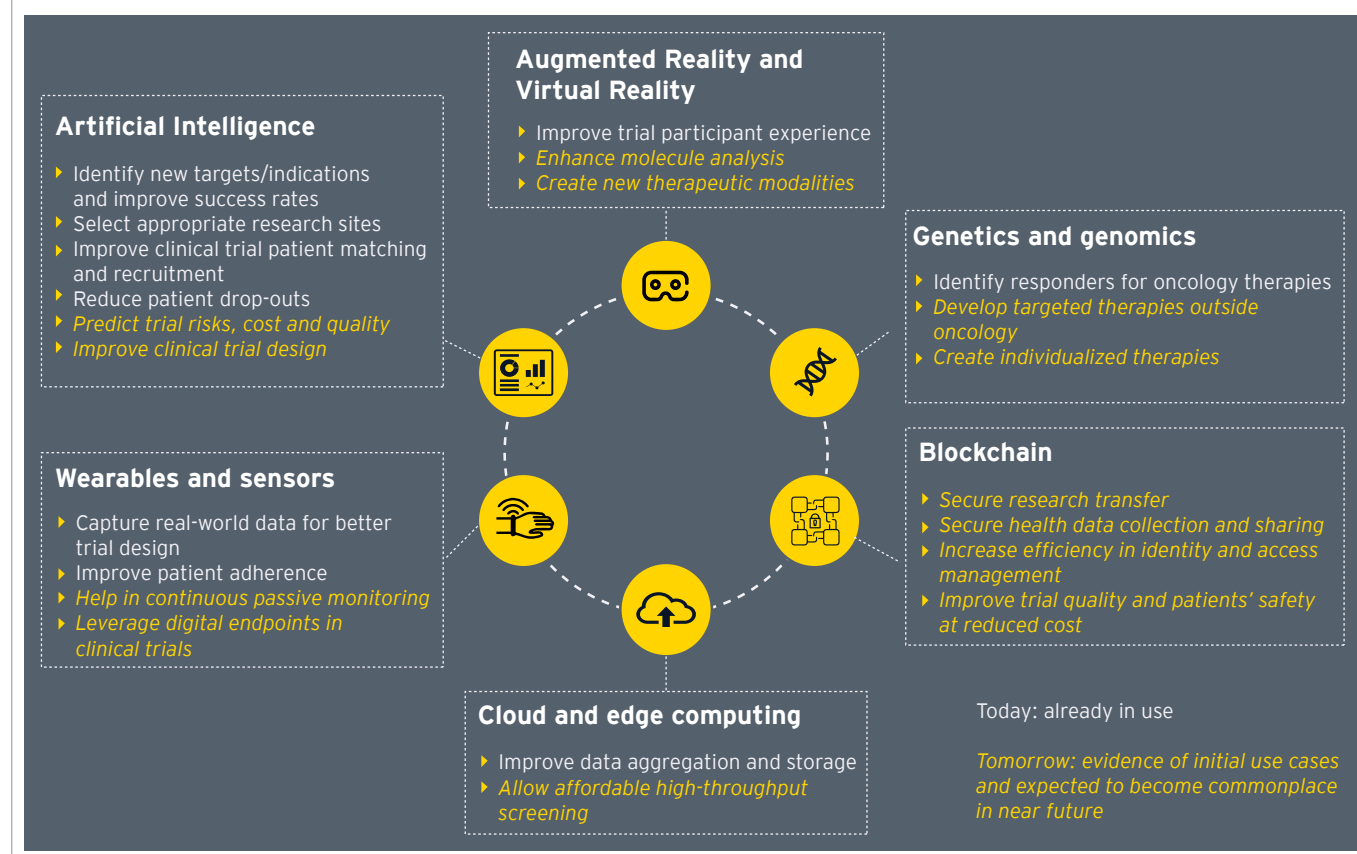 Augmented Reality and
Virtual Reality
Improve trial participant experience
Enhance molecule analysis
Create new therapeutic modalities
Artificial Intelligence
Identify new targets/indications
and improve success rates
Select appropriate research sites
Improve clinical trial patient matching
and recruitment
Reduce patient drop-outs
Predict trial risks, cost and quality
Improve clinical trial design
Genetics and genomics
Identify responders for oncology therapies
Develop targeted therapies outside
oncology
Create individualized therapies
Wearables and sensors
Capture real-world data for better
trial design
Improve patient adherence
Help in continuous passive monitoring
Leverage digital endpoints in
clinical trials
Blockchain
Secure research transfer
Secure health data collection and sharing
Increase efficiency in identity and access
management
Improve trial quality and patients’ safety
at reduced cost
Cloud and edge computing
Improve data aggregation and storage
Allow affordable high-throughput
screening
Today: already in use
Tomorrow: evidence of initial use cases
and expected to become commonplace
in near future